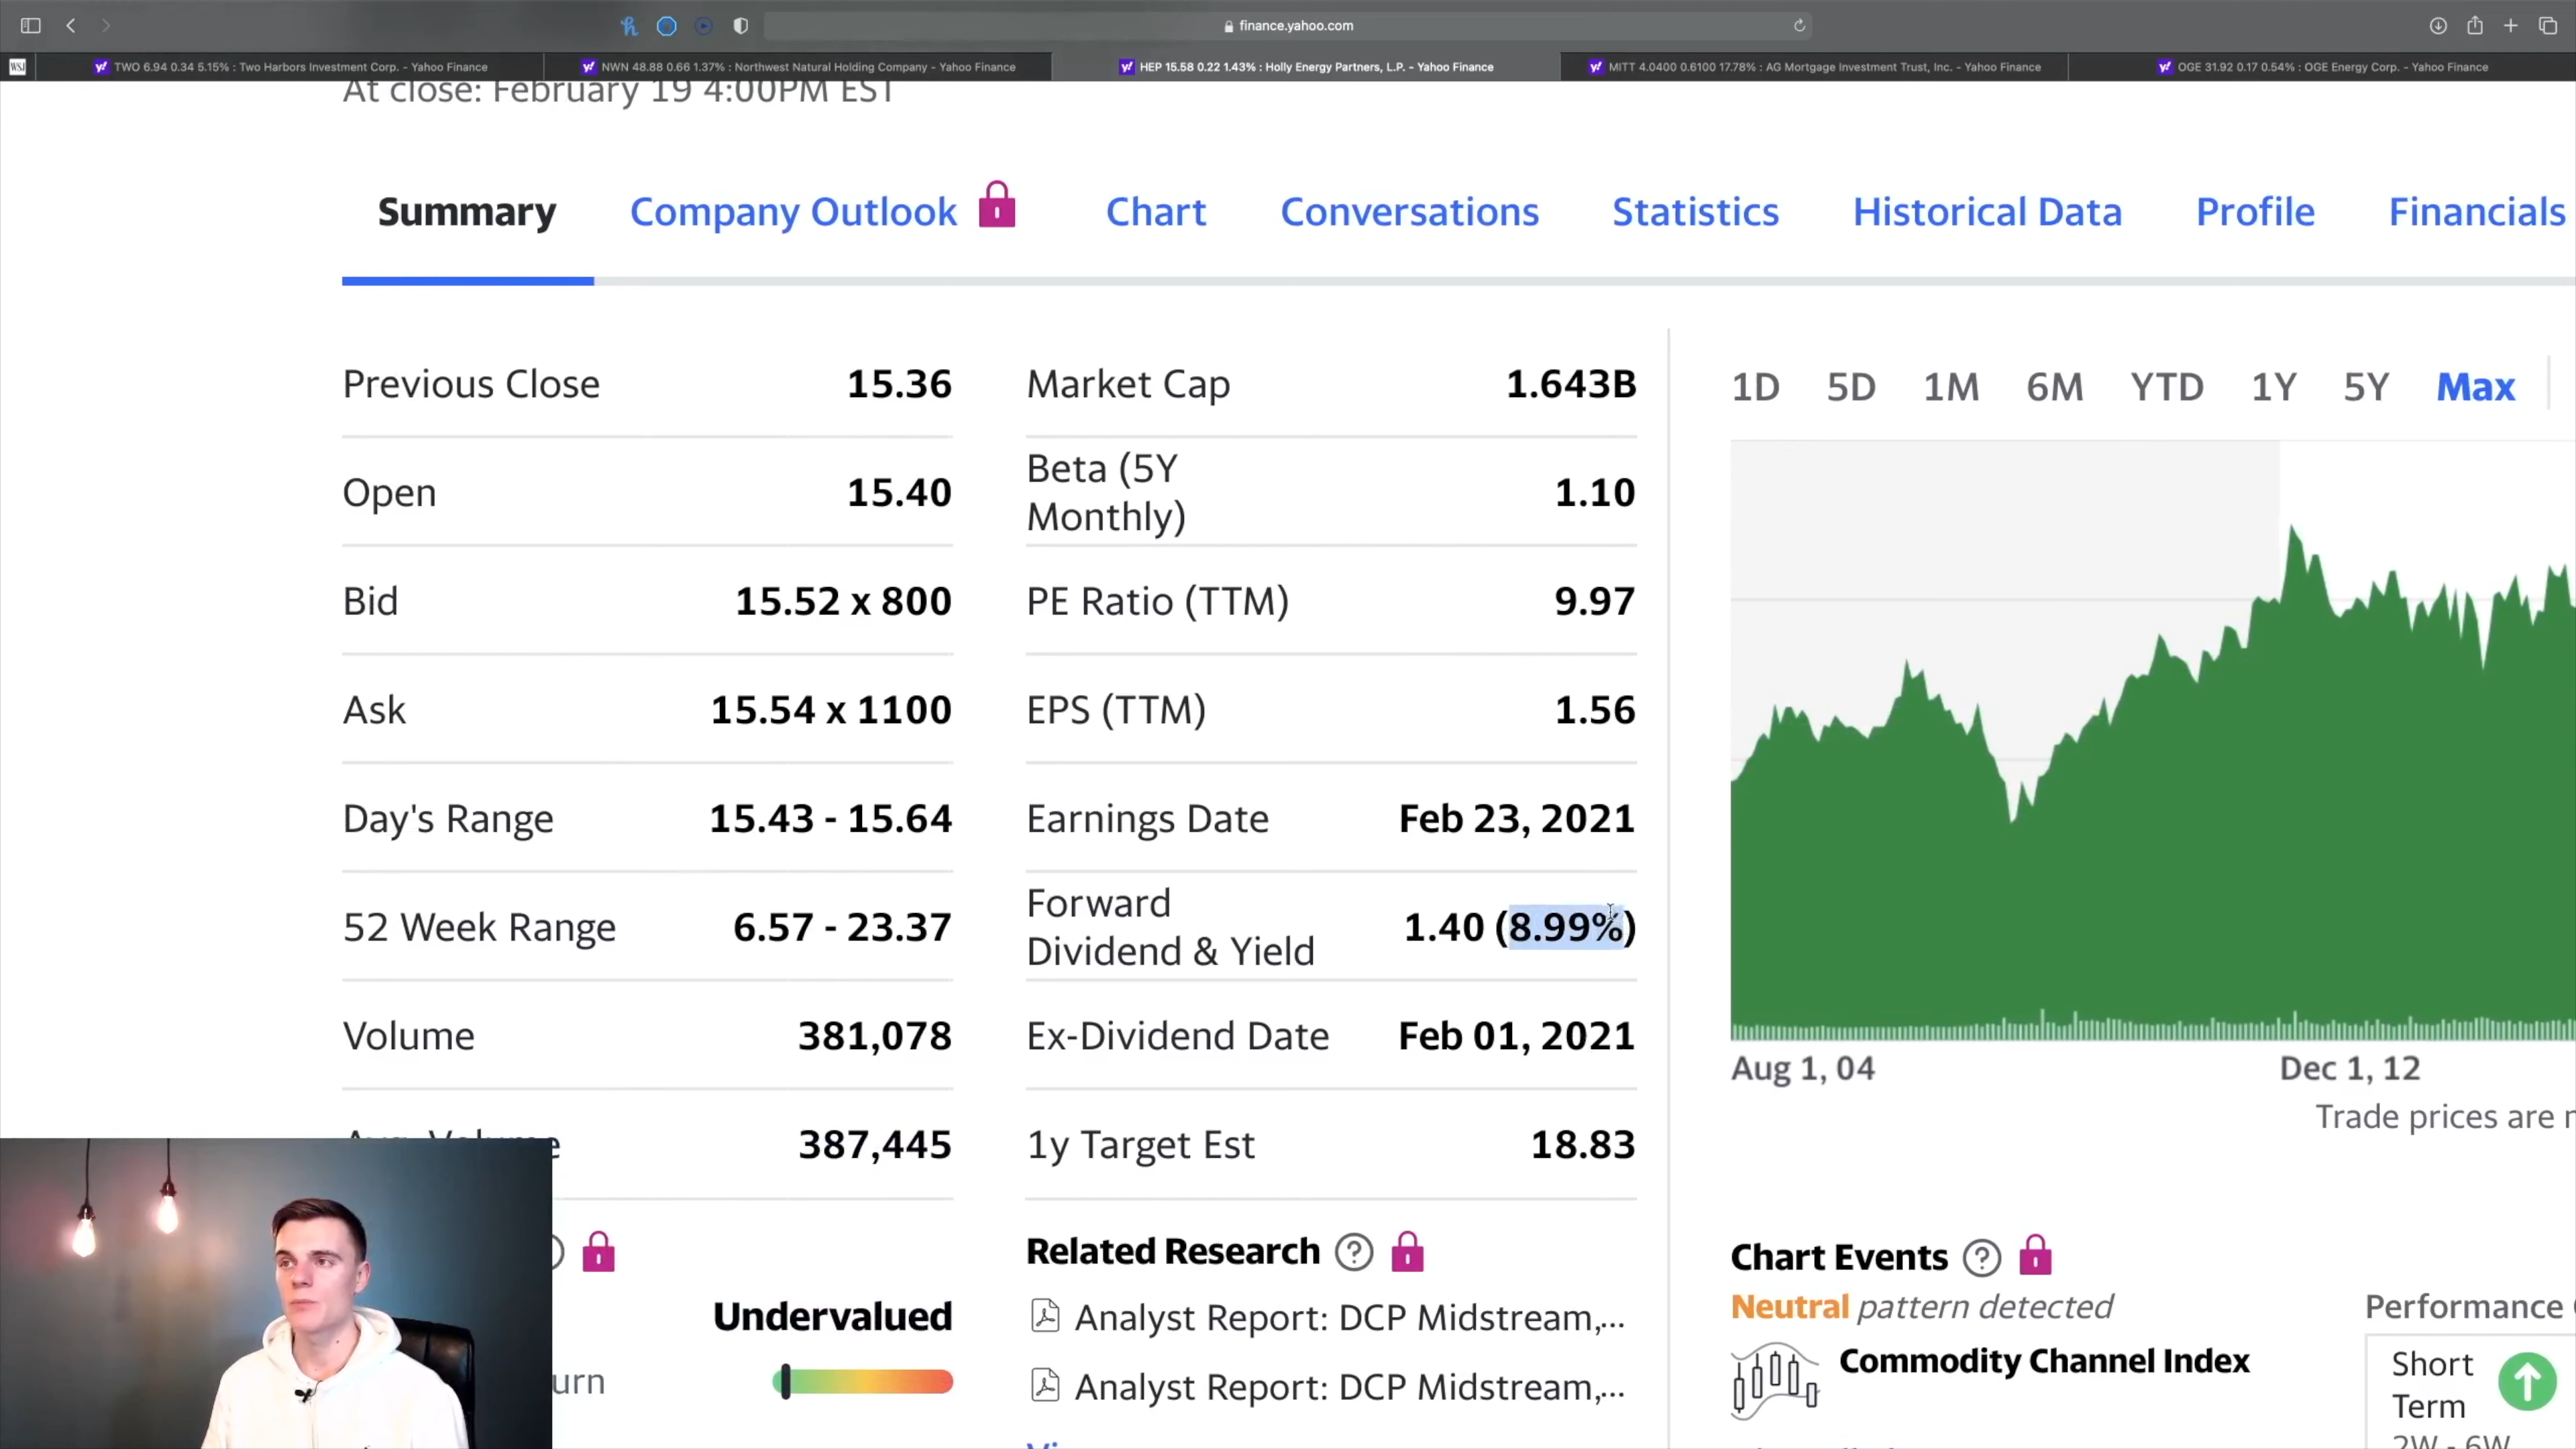 finance.yahoo.com
WSJ
TWO 6.94 0.34 5.15% : Two Harbors Investment Corp. - Yahoo Finance
NWN 48.88 0.66 1.37% : Northwest Natural Holding Company - Yahoo Finance
HEP 15.58 0.22 1.43% : Holly Energy Partners, L.P. - Yahoo Finance
MITT 4.0400 0.6100 17.78% : AG Mortgage Investment Trust, Inc. - Yahoo Finance
OGE 31.92 0.17 0.54% : OGE Energy Corp. - Yahoo Finance
At close: February 19 4:00PM EST
Summary
Company Outlook
Chart
Conversations
Statistics
Historical Data
Profile
Financials
Previous Close 15.36
Open 15.40
Bid 15.52 x 800
Ask 15.54 x 1100
Day's Range 15.43 - 15.64
52 Week Range 6.57 - 23.37
Volume 381,078
387,445
Market Cap 1.643B
Beta (5Y
Monthly) 1.10
PE Ratio (TTM) 9.97
EPS (TTM) 1.56
Earnings Date Feb 23, 2021
Forward
Dividend & Yield 1.40 (8.99%)
Ex-Dividend Date Feb 01, 2021
1y Target Est 18.83
1D 5D 1M 6M YTD 1Y 5Y Max
Aug 1, 04
Dec 1, 12
Trade prices are
Undervalued
Related Research
Analyst Report: DCP Midstream,...
Analyst Report: DCP Midstream,...
Chart Events
Neutral pattern detected
Commodity Channel Index
Performance
Short
Term
2W - 6W